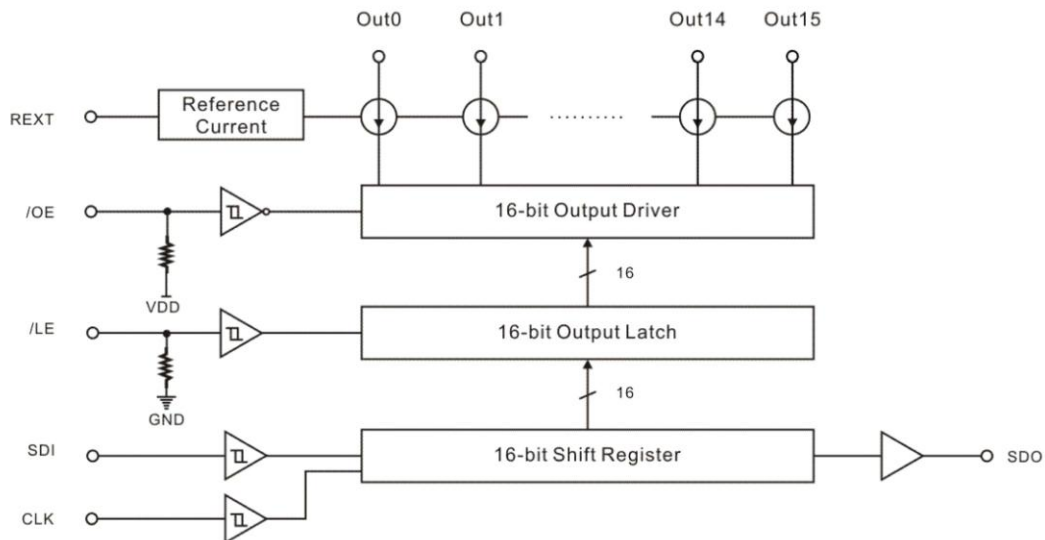 Out0 Out1 Out14 Out15
REXT
Reference
Current
..........
/OE
16-bit Output Driver
VDD
16
/LE
16-bit Output Latch
GND
16
SDI
16-bit Shift Register
SDO
CLK